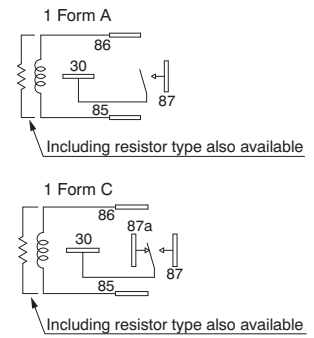 1 Form A
86
30
85
87
Including resistor type also available
1 Form C
86
87a
30
87
85
Including resistor type also available